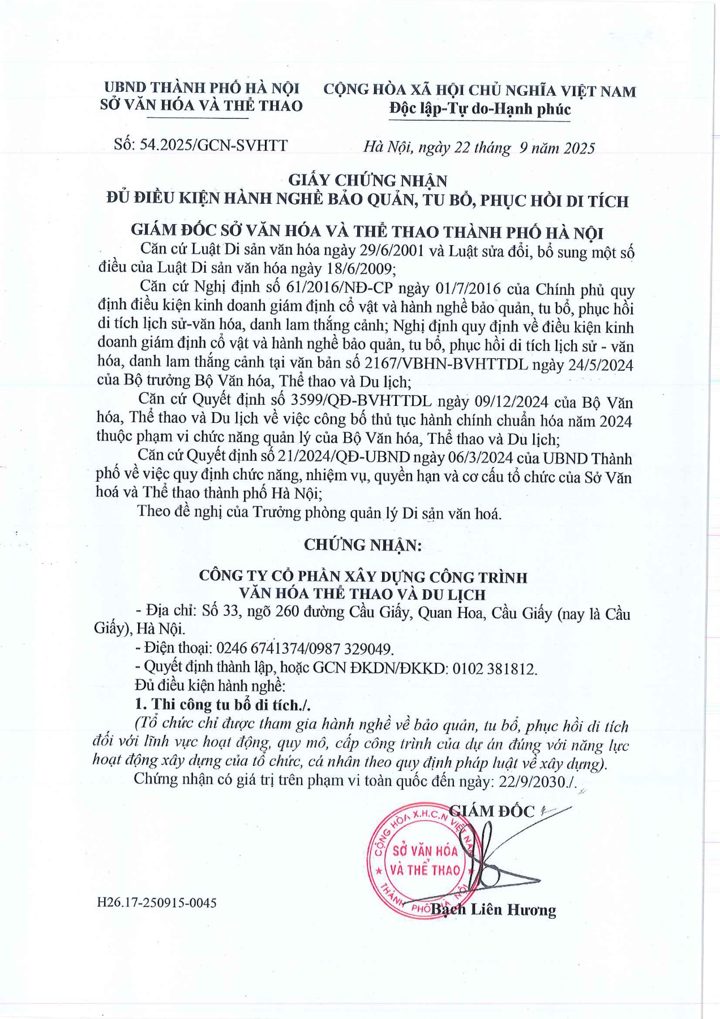 UBND THÀNH PHỐ HÀ NỘI
SỞ VĂN HÓA VÀ THỂ THAO
CỘNG HÒA XÃ HỘI CHỦ NGHĨA VIỆT NAM
Độc lập-Tự do-Hạnh phúc
Số: 54.2025/GCN-SVHTT
Hà Nội, ngày 22 tháng 9 năm 2025
GIẤY CHỨNG NHẬN
ĐỦ ĐIỀU KIỆN HÀNH NGHỀ BẢO QUẢN, TU BỔ, PHỤC HỒI DI TÍCH
GIÁM ĐỐC SỞ VĂN HÓA VÀ THỂ THAO THÀNH PHỐ HÀ NỘI
Căn cứ Luật Di sản văn hóa ngày 29/6/2001 và Luật sửa đổi, bổ sung một số
điều của Luật Di sản văn hóa ngày 18/6/2009;
Căn cứ Nghị định số 61/2016/NĐ-CP ngày 01/7/2016 của Chính phủ quy
định điều kiện kinh doanh giám định cổ vật và hành nghề bảo quản, tu bổ, phục hồi
di tích lịch sử-văn hóa, danh lam thắng cảnh; Nghị định quy định về điều kiện kinh
doanh giám định cổ vật và hành nghề bảo quản, tu bổ, phục hồi di tích lịch sử - văn
hóa, danh lam thắng cảnh tại văn bản số 2167/VBHN-BVHTTDL ngày 24/5/2024
của Bộ trưởng Bộ Văn hóa, Thể thao và Du lịch;
Căn cứ Quyết định số 3599/QĐ-BVHTTDL ngày 09/12/2024 của Bộ Văn
hóa, Thể thao và Du lịch về việc công bố thủ tục hành chính chuẩn hóa năm 2024
thuộc phạm vi chức năng quản lý của Bộ Văn hóa, Thể thao và Du lịch;
Căn cứ Quyết định số 21/2024/QĐ-UBND ngày 06/3/2024 của UBND Thành
phố về việc quy định chức năng, nhiệm vụ, quyền hạn và cơ cấu tổ chức của Sở Văn
hoá và Thể thao thành phố Hà Nội;
Theo đề nghị của Trưởng phòng quản lý Di sản văn hoá.
CHỨNG NHẬN:
CÔNG TY CỔ PHẦN XÂY DỰNG CÔNG TRÌNH
VĂN HÓA THỂ THAO VÀ DU LỊCH
- Địa chỉ: Số 33, ngõ 260 đường Cầu Giấy, Quan Hoa, Cầu Giấy (nay là Cầu
Giấy), Hà Nội.
- Điện thoại: 0246 6741374/0987 329049.
- Quyết định thành lập, hoặc GCN ĐKDN/ĐKKD: 0102 381812.
Đủ điều kiện hành nghề:
1. Thi công tu bổ di tích./.
(Tổ chức chỉ được tham gia hành nghề về bảo quản, tu bổ, phục hồi di tích
đối với lĩnh vực hoạt động, quy mô, cấp công trình của dự án đúng với năng lực
hoạt động xây dựng của tổ chức, cá nhân theo quy định pháp luật về xây dựng).
Chứng nhận có giá trị trên phạm vi toàn quốc đến ngày: 22/9/2030./.
GIÁM ĐỐC
CỘNG HÒA X.H.C.N VIỆT NAM
SỞ VĂN HÓA
VÀ THỂ THAO
THÀNH PHỐ HÀ NỘI
Bạch Liên Hương
H26.17-250915-0045